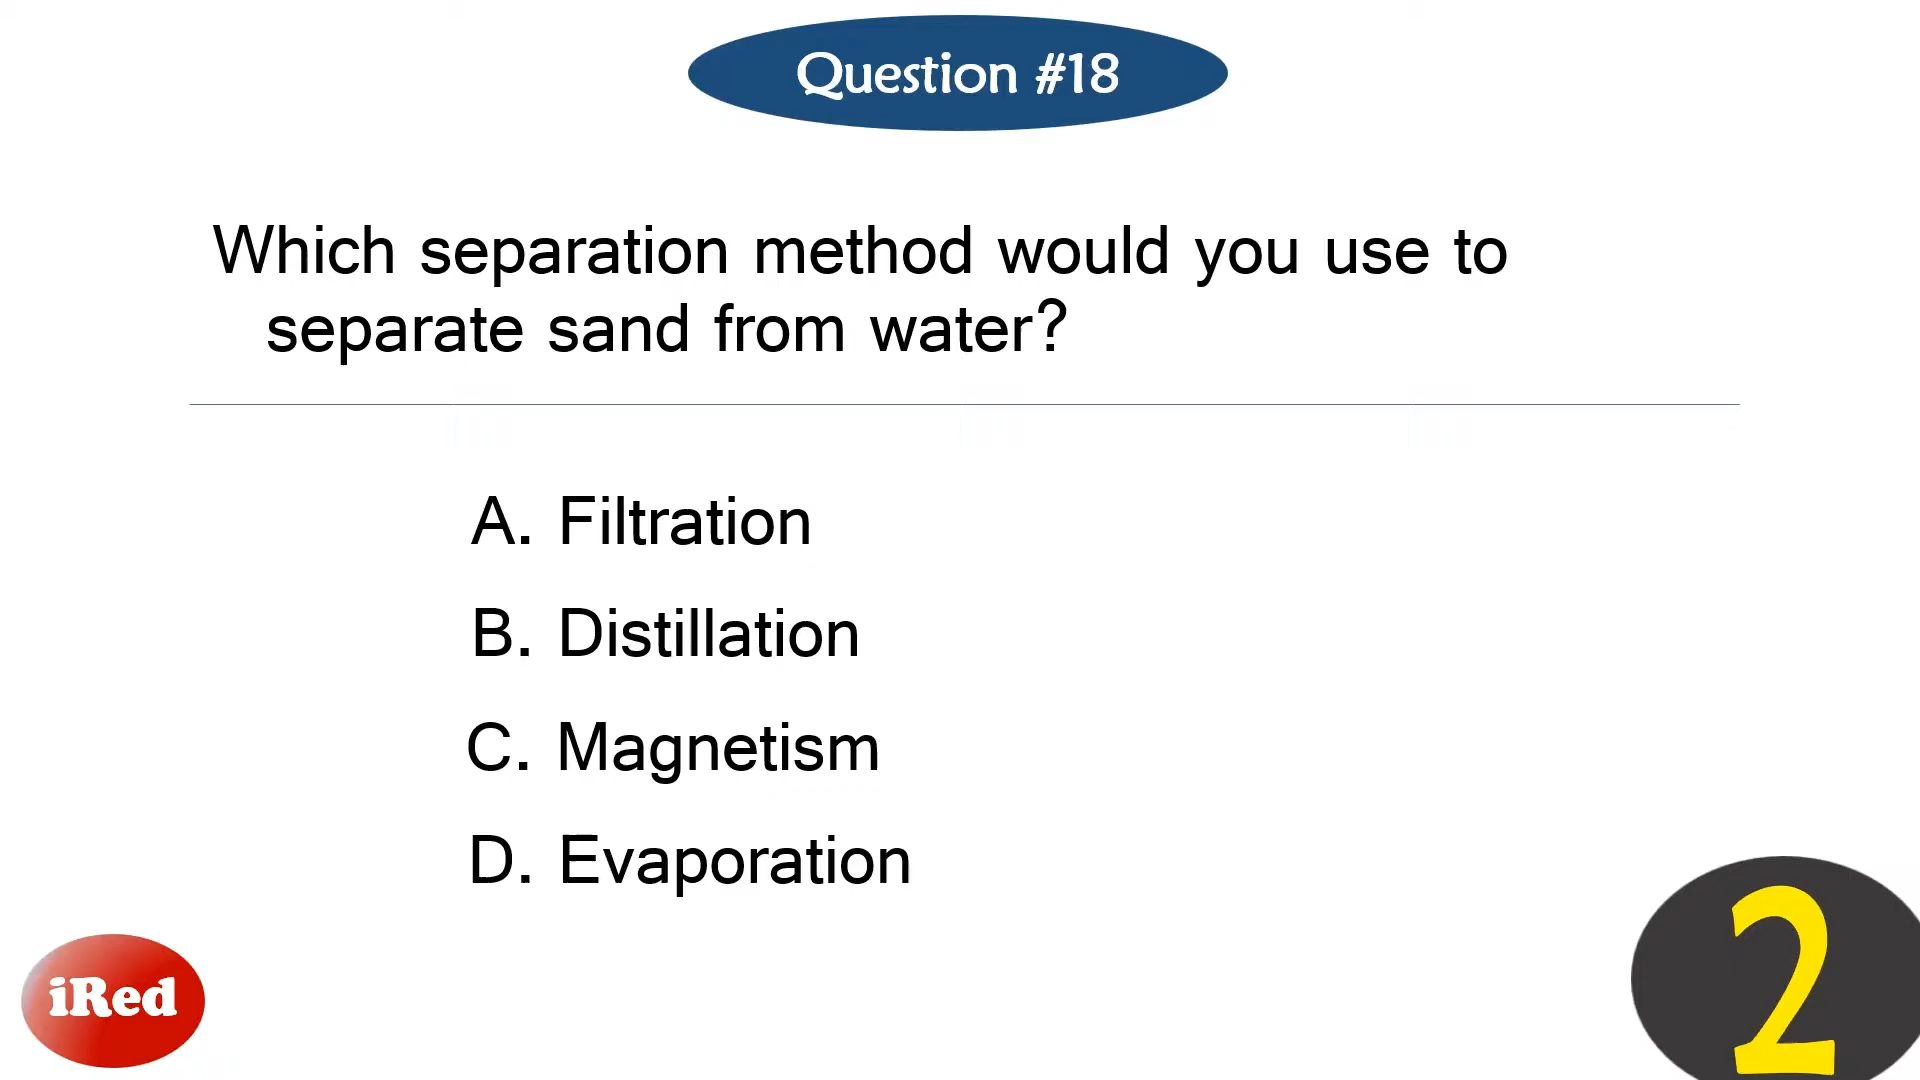 Question #18
Which separation method would you use to
separate sand from water?
A. Filtration
B. Distillation
C. Magnetism
D. Evaporation
iRed
2